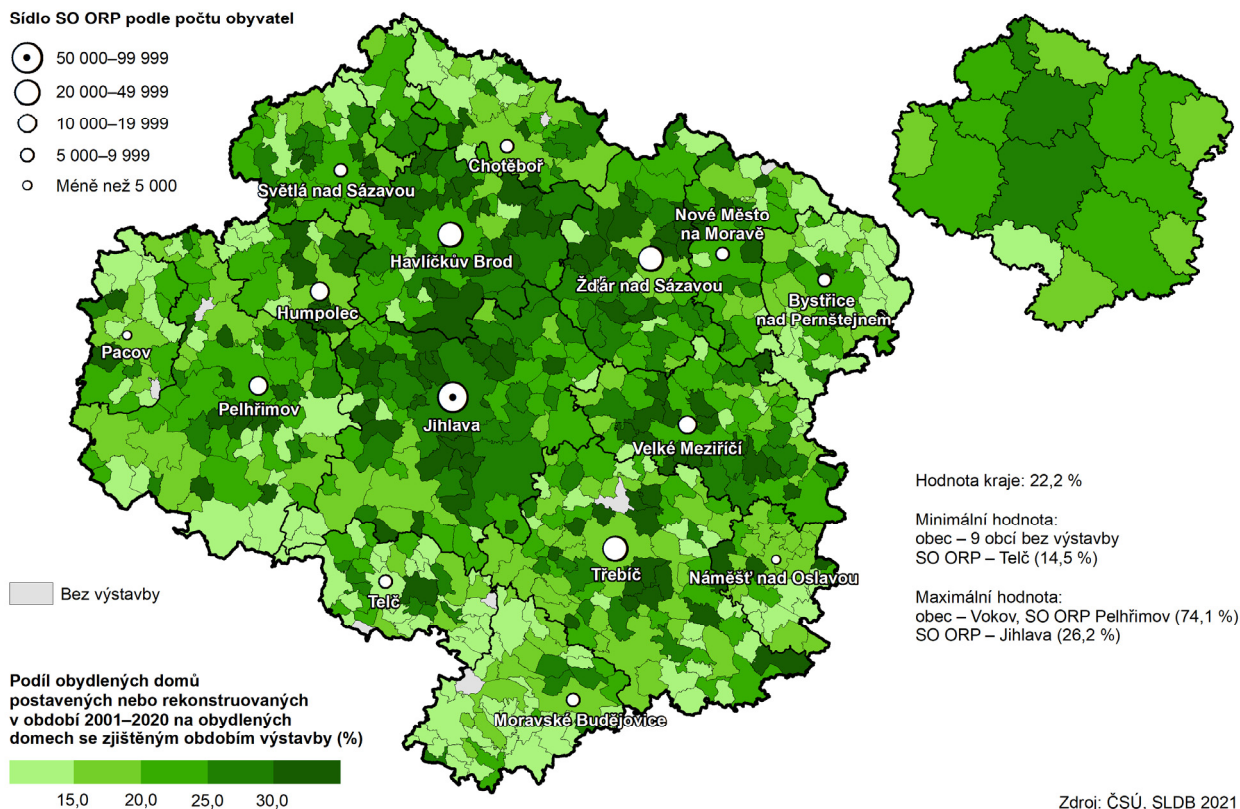 Sídlo SO ORP podle počtu obyvatel
50 000–99 999
20 000–49 999
10 000–19 999
5 000–9 999
Méně než 5 000
Chotěboř
Světlá nad Sázavou
Nové Město
na Moravě
Havlíčkův Brod
Žďár nad Sázavou
Bystřice
nad Pernštejnem
Humpolec
Pacov
Pelhřimov
Jihlava
Velké Meziříčí
Třebíč
Náměšť nad Oslavou
Telč
Moravské Budějovice
Hodnota kraje: 22,2 %
Minimální hodnota:
obec – 9 obcí bez výstavby
SO ORP – Telč (14,5 %)
Maximální hodnota:
obec – Vokov, SO ORP Pelhřimov (74,1 %)
SO ORP – Jihlava (26,2 %)
Bez výstavby
Podíl obydlených domů
postavených nebo rekonstruovaných
v období 2001–2020 na obydlených
domech se zjištěným obdobím výstavby (%)
15,0 20,0 25,0 30,0
Zdroj: ČSÚ, SLDB 2021